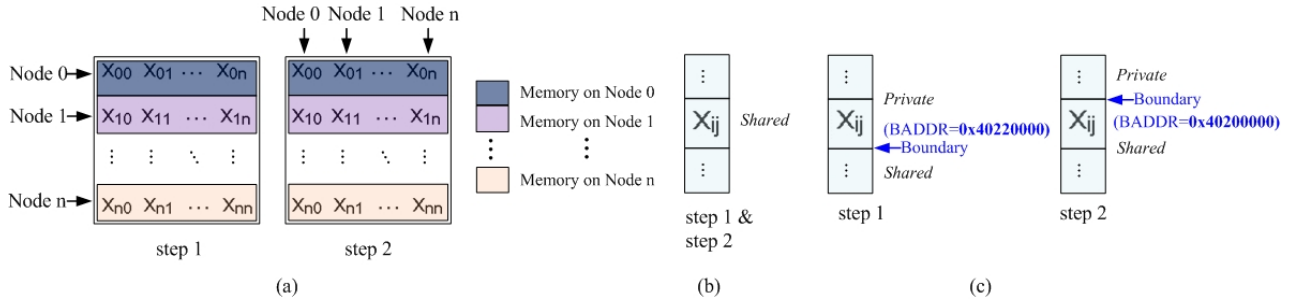 Node 0 Node 1 Node n
Node 0
X00 X01 ... X0n
Node 1
X10 X11 ... X1n
⋮ ⋮ ⋱ ⋮
Node n
Xn0 Xn1 ... Xnn
step 1
X00 X01 ... X0n
X10 X11 ... X1n
⋮ ⋮ ⋱ ⋮
Xn0 Xn1 ... Xnn
step 2
Memory on Node 0
Memory on Node 1
⋮ ⋮
Memory on Node n
(a)
⋮
Xij
Shared
⋮
step 1 &
step 2
(b)
⋮
Private
Xij
(BADDR=0x40220000)
Boundary
⋮
Shared
step 1
⋮
Private
Boundary
Xij
(BADDR=0x40200000)
Shared
⋮
step 2
(c)